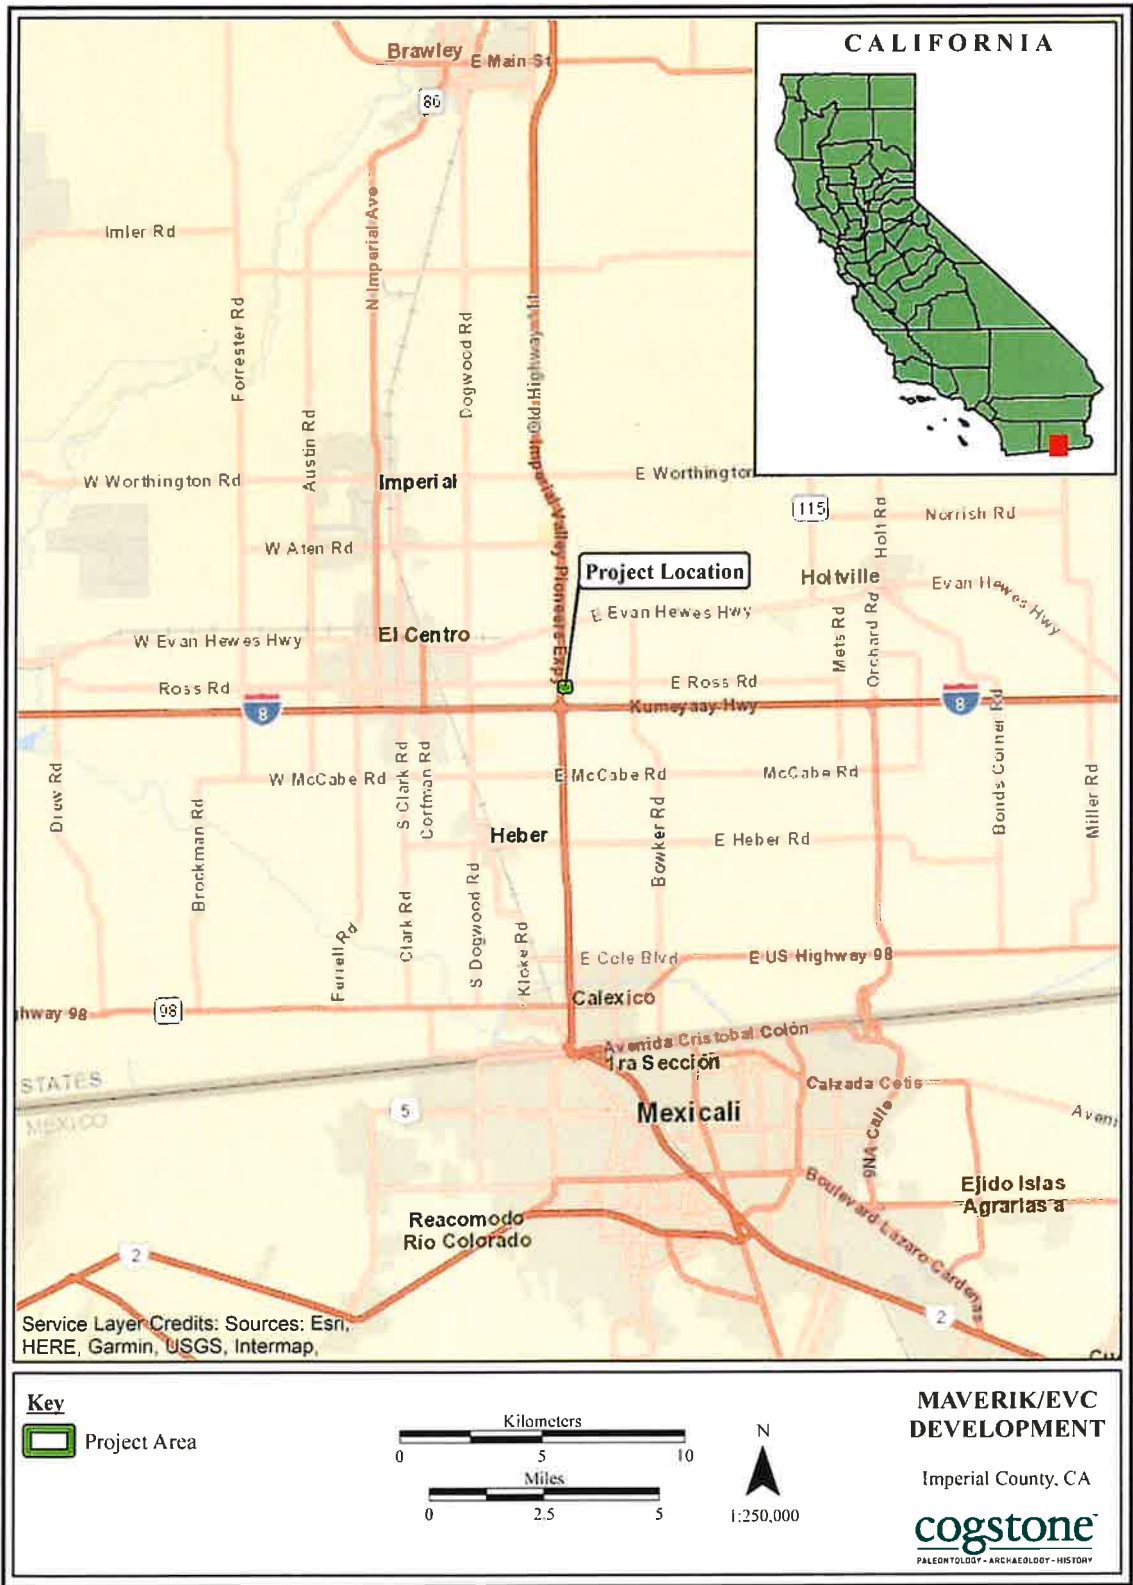 CALIFORNIA
Brawley
E Main St
86
Imler Rd
N Imperial Ave
Forrester Rd
Dogwood Rd
Old Highway 111
Austin Rd
W Worthington Rd
Imperial
E Worthington
115
Holt Rd
Norrish Rd
Imperial Valley Pioneers Expy
W Aten Rd
Project Location
Holtville
Evan Hewes Hwy
E Evan Hewes Hwy
W Evan Hewes Hwy
El Centro
Mets Rd
Orchard Rd
Ross Rd
E Ross Rd
8
Kumeyaay Hwy
8
Drew Rd
W McCabe Rd
S Clark Rd
Corfman Rd
E McCabe Rd
McCabe Rd
Bonds Corner Rd
Miller Rd
Brockman Rd
Heber
Bowker Rd
E Heber Rd
Clark Rd
S Dogwood Rd
Ferrell Rd
Kloke Rd
E Cole Blvd
E US Highway 98
hway 98
98
Calexico
Avenida Cristobal Colón
1ra Sección
STATES
MEXICO
5
Mexicali
Calzada Cetis
Aveni
9NA Calle
Boulevard Lazaro Cardenas
Ejido Islas
Agrarias a
Reacomodo
Rio Colorado
2
2
Service Layer Credits: Sources: Esri,
HERE, Garmin, USGS, Intermap,
Key
Project Area
Kilometers
0 5 10
Miles
0 2.5 5
N
1:250,000
MAVERIK/EVC
DEVELOPMENT
Imperial County, CA
cogstone
PALEONTOLOGY - ARCHAEOLOGY - HISTORY